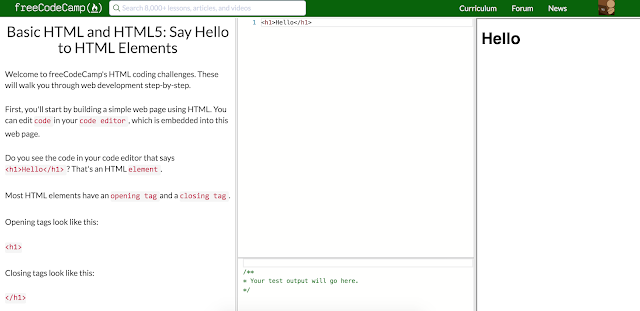 freeCodeCamp(🔥)
Search 8,000+ lessons, articles, and videos
Curriculum
Forum
News
Basic HTML and HTML5: Say Hello
to HTML Elements
Welcome to freeCodeCamp's HTML coding challenges. These
will walk you through web development step-by-step.
First, you'll start by building a simple web page using HTML. You
can edit code in your code editor , which is embedded into this
web page.
Do you see the code in your code editor that says
<h1>Hello</h1> ? That's an HTML element .
Most HTML elements have an opening tag and a closing tag .
Opening tags look like this:
<h1>
Closing tags look like this:
</h1>
1 <h1>Hello</h1>
/**
* Your test output will go here.
*/
Hello